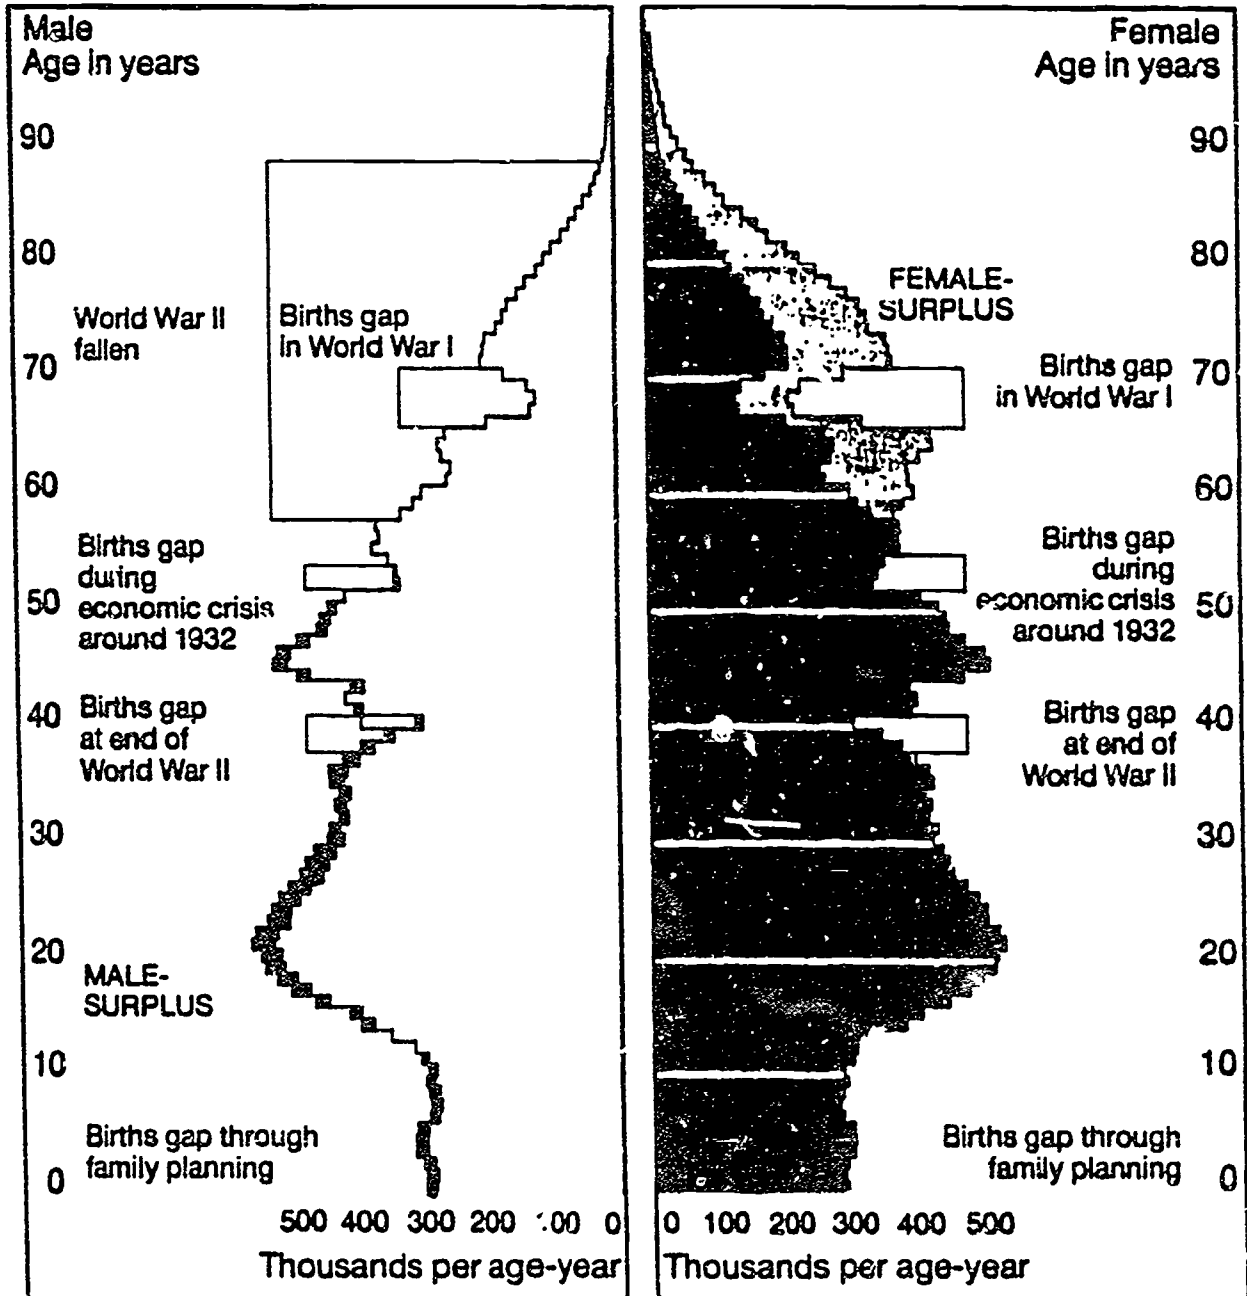 Male
Age in years
90
80
World War II
fallen
Births gap
in World War I
70
60
Births gap
during
economic crisis
around 1932
50
Births gap
at end of
World War II
40
30
20
MALE-
SURPLUS
10
Births gap through
family planning
0
500 400 300 200 0
Thousands per age-year
Female
Age in years
90
80
FEMALE-
SURPLUS
70
Births gap
in World War I
60
Births gap
during
economic crisis
around 1932
50
Births gap
at end of
World War II
40
30
20
10
Births gap through
family planning
0
0 100 200 300 400 500
Thousands per age-year